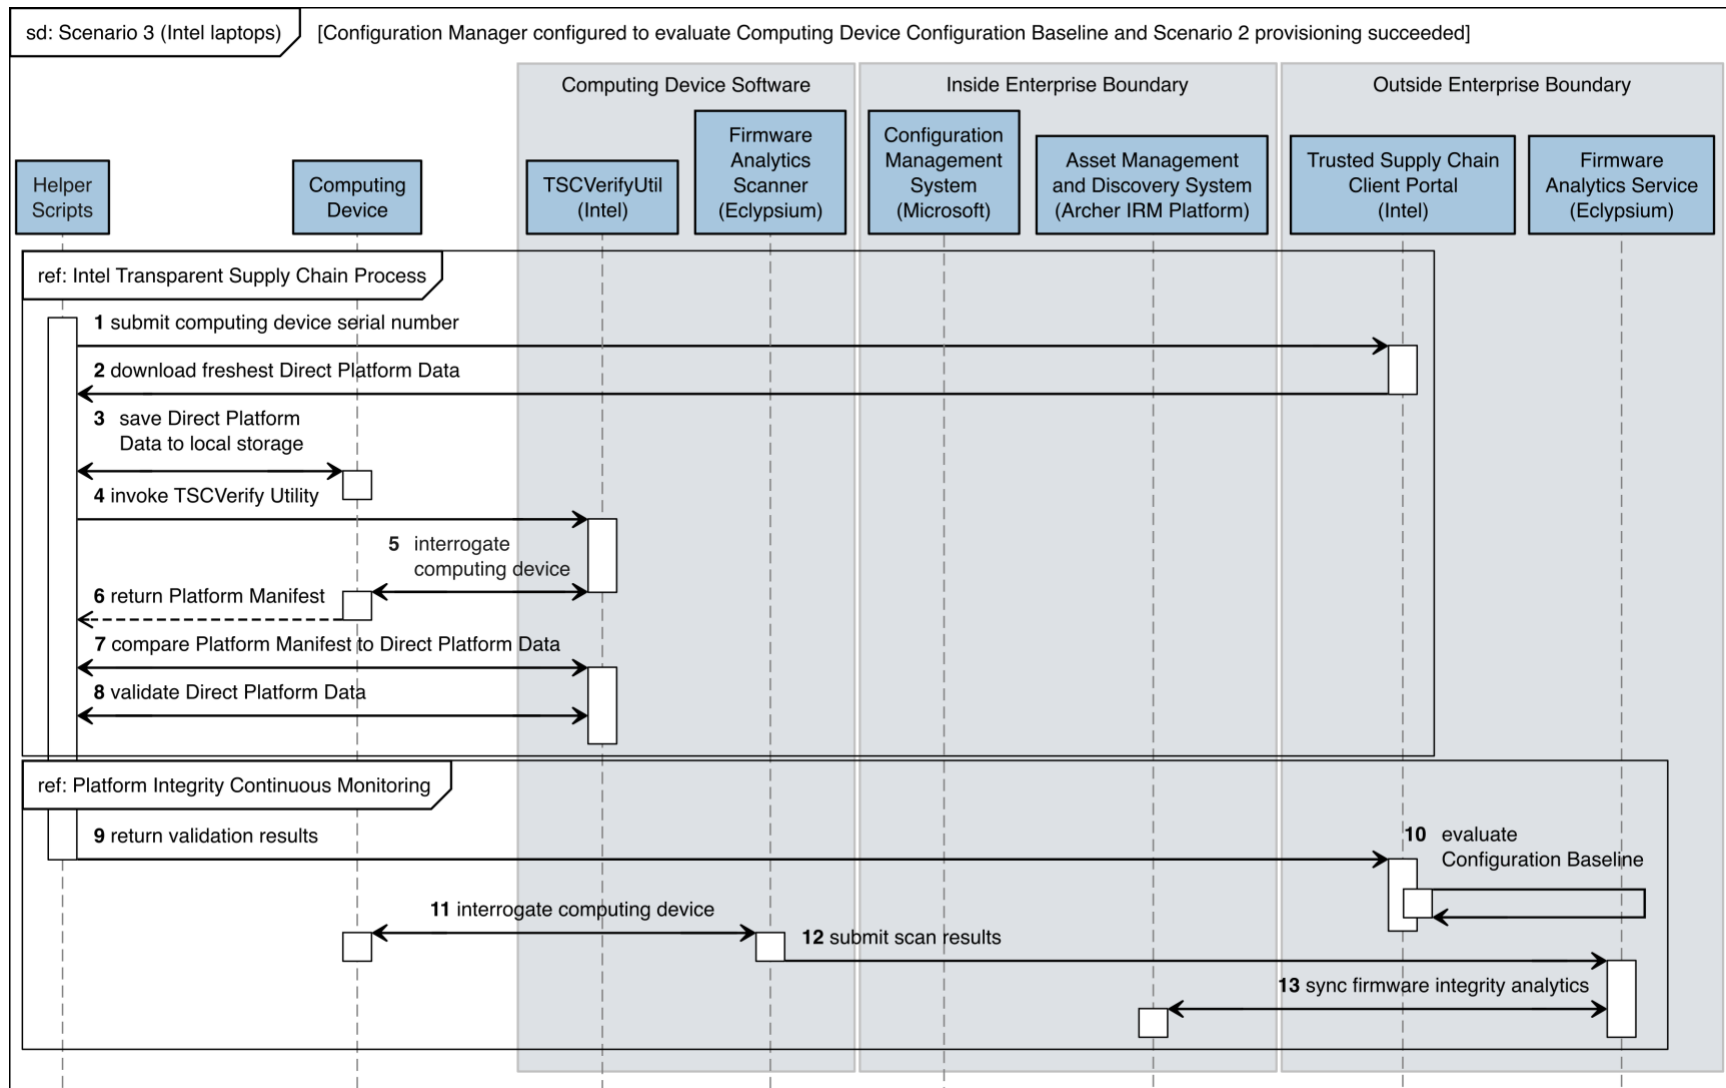 sd: Scenario 3 (Intel laptops)
[Configuration Manager configured to evaluate Computing Device Configuration Baseline and Scenario 2 provisioning succeeded]
Computing Device Software
Inside Enterprise Boundary
Outside Enterprise Boundary
Helper
Scripts
Computing
Device
TSCVerifyUtil
(Intel)
Firmware
Analytics
Scanner
(Eclypsium)
Configuration
Management
System
(Microsoft)
Asset Management
and Discovery System
(Archer IRM Platform)
Trusted Supply Chain
Client Portal
(Intel)
Firmware
Analytics Service
(Eclypsium)
ref: Intel Transparent Supply Chain Process
1 submit computing device serial number
2 download freshest Direct Platform Data
3 save Direct Platform
Data to local storage
4 invoke TSCVerify Utility
5 interrogate
computing device
6 return Platform Manifest
7 compare Platform Manifest to Direct Platform Data
8 validate Direct Platform Data
ref: Platform Integrity Continuous Monitoring
9 return validation results
10 evaluate
Configuration Baseline
11 interrogate computing device
12 submit scan results
13 sync firmware integrity analytics